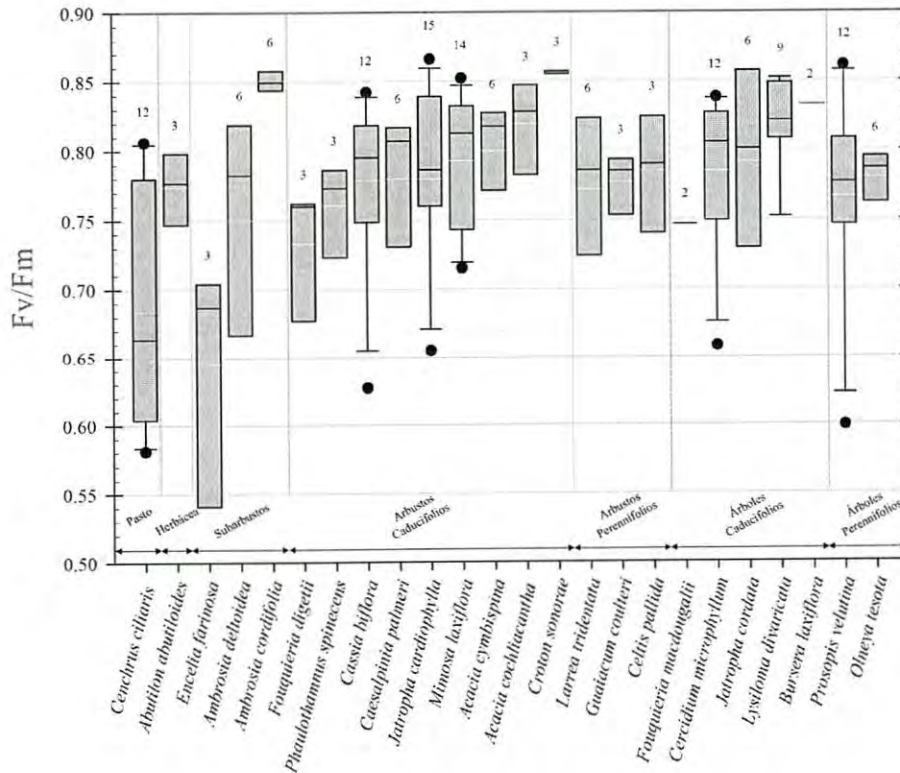 Fv/Fm
0.90
0.85
0.80
0.75
0.70
0.65
0.60
0.55
0.50
12
3
3
6
6
3
3
12
6
15
14
6
3
3
6
3
3
2
12
6
9
2
12
6
Pasto
Herbácea
Subarbustos
Arbustos
Caducifolios
Arbustos
Perennifolios
Árboles
Caducifolios
Árboles
Perennifolios
Cenchrus ciliaris
Abutilon abutiloides
Encelia farinosa
Ambrosia deltoidea
Ambrosia cordifolia
Fouquieria digetii
Phaulothamnus spinecens
Cassia biflora
Caesalpinia palmeri
Jatropha cardiophylla
Mimosa laxiflora
Acacia cymbispina
Acacia cochliacantha
Croton sonorae
Larrea tridentata
Guaiacum coulteri
Celtis pallida
Fouquieria macdougalii
Cercidium microphyllum
Jatropha cordata
Lysiloma divaricata
Bursera laxiflora
Prosopis velutina
Olneya tesota